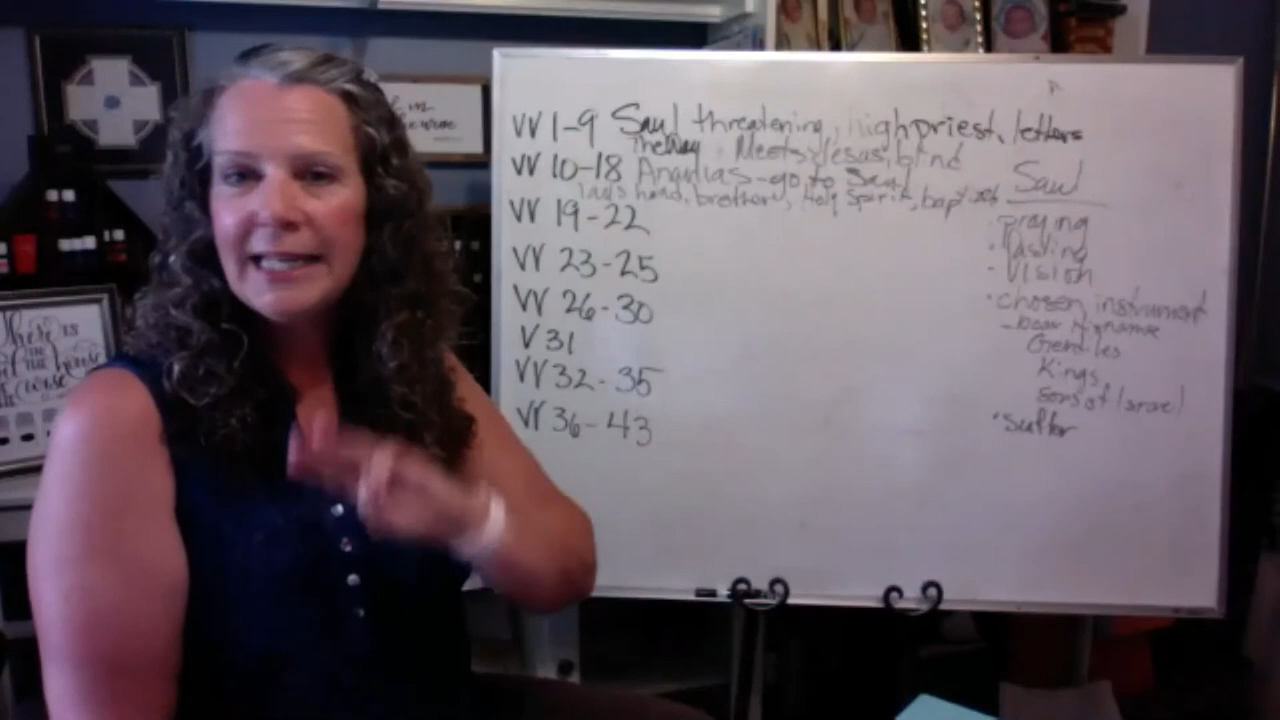 VV 1-9 Saul threatening, high priest, letters
The Way. Meets Jesus, blind
VV 10-18 Ananias - go to Saul
lays hand, brother, Holy Spirit,
VV 19-22
VV 23-25
VV 26-30
V 31
VV 32-35
VV 36-43
Saul
• praying
• fasting
• vision
• chosen instrument
- bear my name
Gentiles
Kings
sons of Israel
• suffer
There is